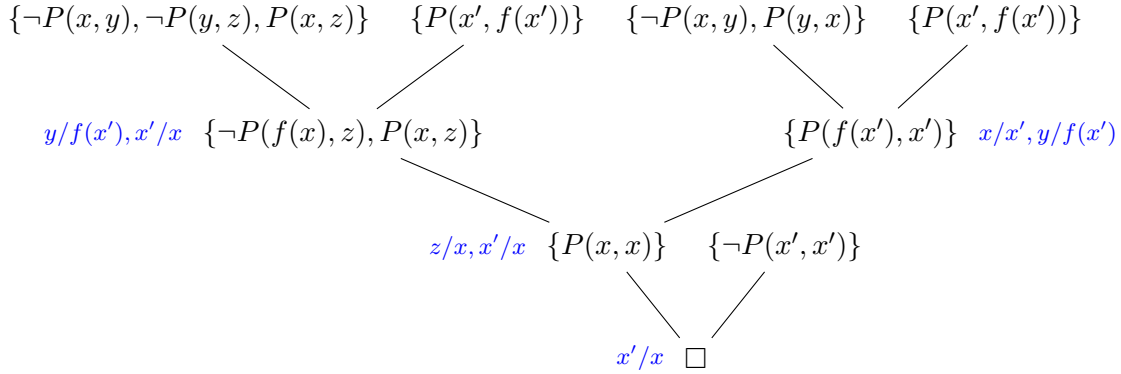 {¬P(x, y), ¬P(y, z), P(x, z)} {P(x′, f(x′))} {¬P(x, y), P(y, x)} {P(x′, f(x′))}
y/f(x′), x′/x {¬P(f(x), z), P(x, z)} {P(f(x′), x′)} x/x′, y/f(x′)
z/x, x′/x {P(x, x)} {¬P(x′, x′)}
x′/x □